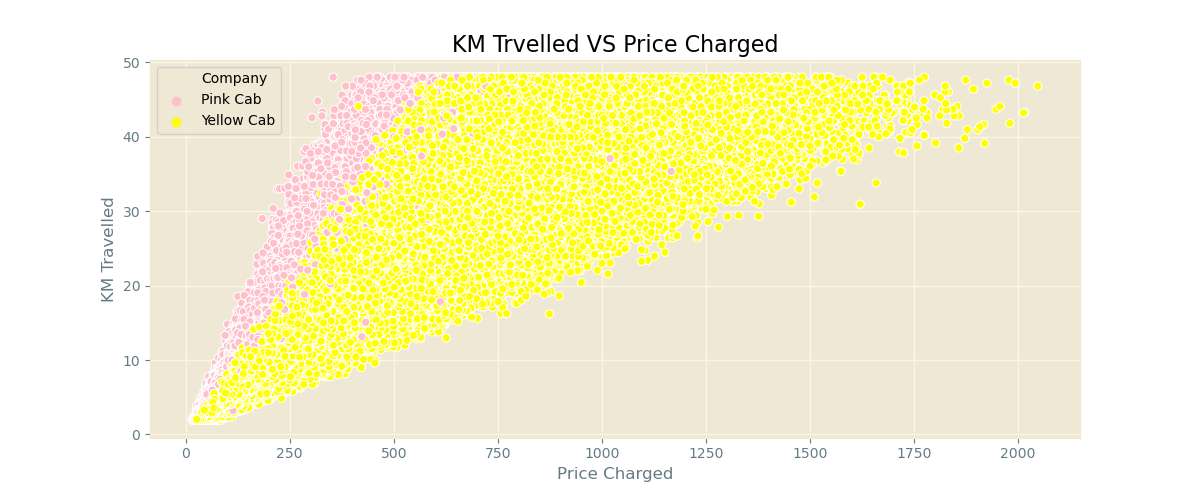 KM Trvelled VS Price Charged
50
40
30
20
10
0
KM Travelled
Company
Pink Cab
Yellow Cab
0 250 500 750 1000 1250 1500 1750 2000
Price Charged